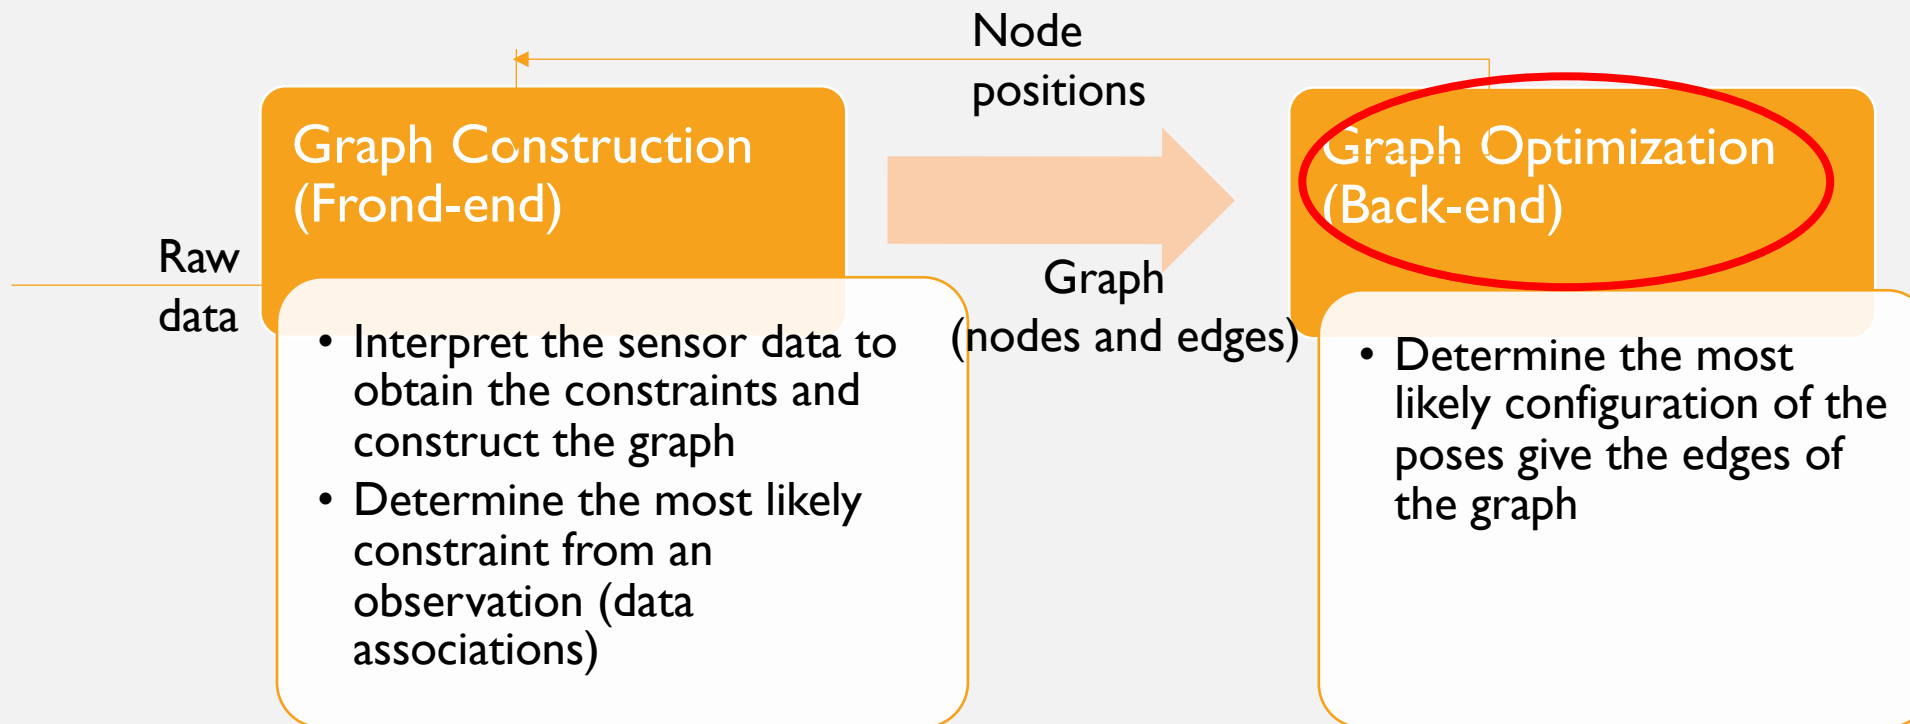 Node
positions
Graph Construction
(Frond-end)
Graph Optimization
(Back-end)
Raw
data
Graph
(nodes and edges)
• Interpret the sensor data to
obtain the constraints and
construct the graph
• Determine the most likely
constraint from an
observation (data
associations)
• Determine the most
likely configuration of the
poses give the edges of
the graph